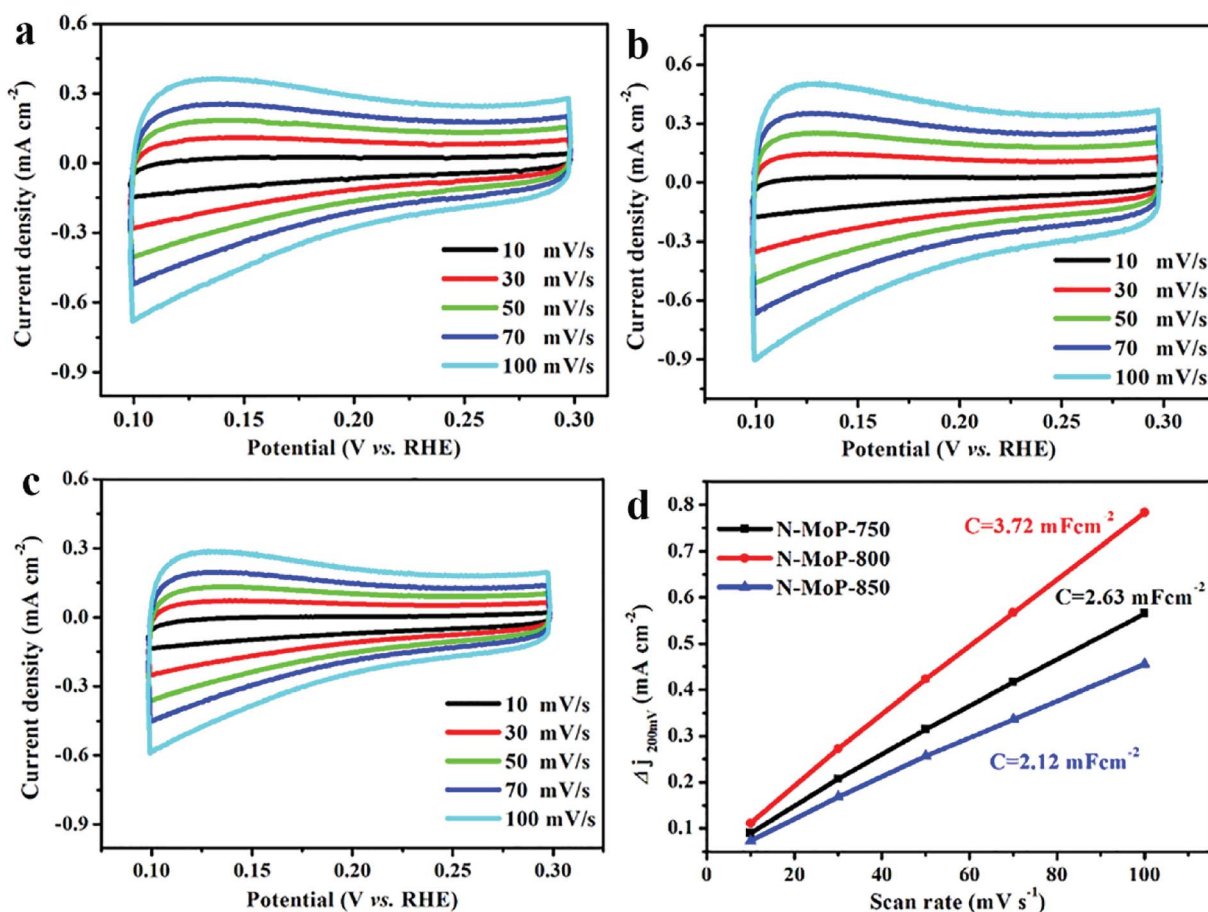 a
Current density (mA cm⁻²)
0.6
0.3
0.0
-0.3
-0.6
-0.9
10 mV/s
30 mV/s
50 mV/s
70 mV/s
100 mV/s
0.10 0.15 0.20 0.25 0.30
Potential (V vs. RHE)
b
Current density (mA cm⁻²)
0.6
0.3
0.0
-0.3
-0.6
-0.9
10 mV/s
30 mV/s
50 mV/s
70 mV/s
100 mV/s
0.10 0.15 0.20 0.25 0.30
Potential (V vs. RHE)
c
Current density (mA cm⁻²)
0.6
0.3
0.0
-0.3
-0.6
-0.9
10 mV/s
30 mV/s
50 mV/s
70 mV/s
100 mV/s
0.10 0.15 0.20 0.25 0.30
Potential (V vs. RHE)
d
Δj 200mV (mA cm⁻²)
0.8
0.7
0.6
0.5
0.4
0.3
0.2
0.1
N-MoP-750
N-MoP-800
N-MoP-850
C=3.72 mFcm⁻²
C=2.63 mFcm⁻²
C=2.12 mFcm⁻²
0 20 40 60 80 100
Scan rate (mV s⁻¹)